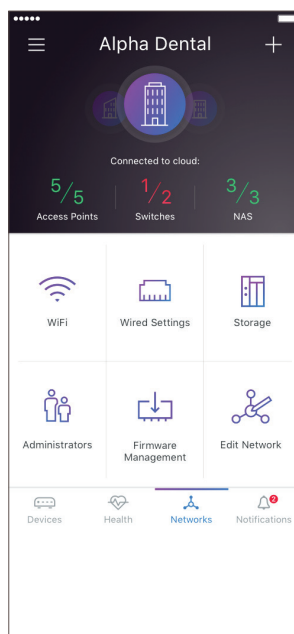 Alpha Dental
Connected to cloud:
5/5 1/2 3/3
Access Points Switches NAS
WiFi Wired Settings Storage
Administrators Firmware Management Edit Network
2
Devices Health Networks Notifications